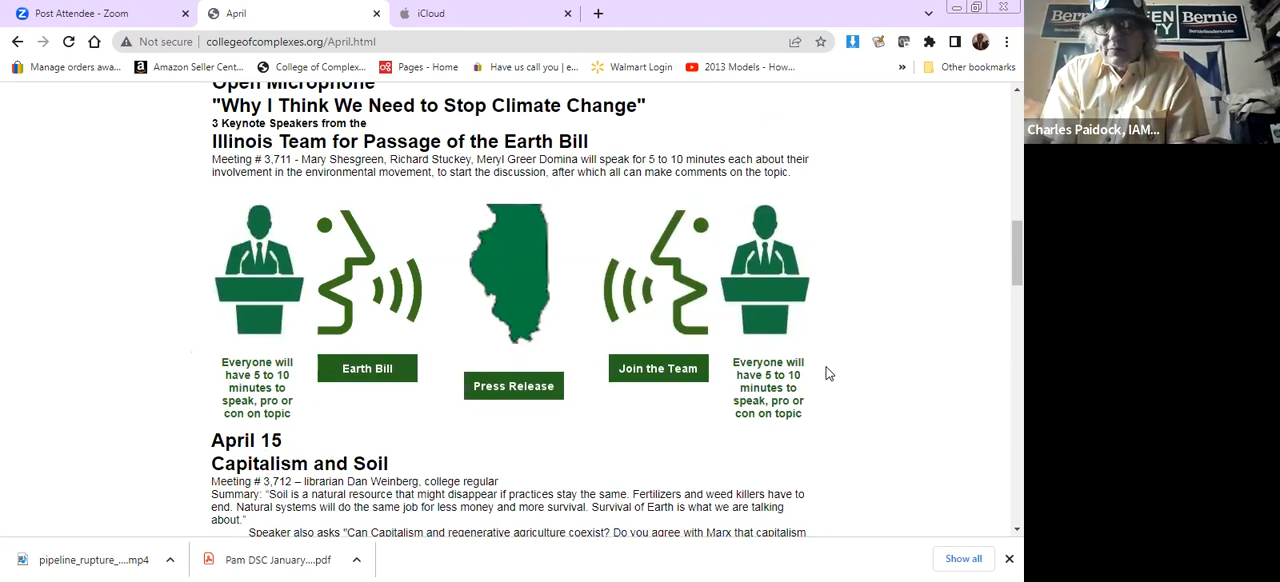 Post Attendee - Zoom
April
iCloud
Not secure
collegeofcomplexes.org/April.html
Manage orders awa...
Amazon Seller Cent...
College of Complex...
Pages - Home
Have us call you | e...
Walmart Login
2013 Models - How...
»
Other bookmarks
Open Microphone
"Why I Think We Need to Stop Climate Change"
3 Keynote Speakers from the
Illinois Team for Passage of the Earth Bill
Meeting # 3,711 - Mary Shesgreen, Richard Stuckey, Meryl Greer Domina will speak for 5 to 10 minutes each about their
involvement in the environmental movement, to start the discussion, after which all can make comments on the topic.
Everyone will
have 5 to 10
minutes to
speak, pro or
con on topic
Earth Bill
Press Release
Join the Team
Everyone will
have 5 to 10
minutes to
speak, pro or
con on topic
April 15
Capitalism and Soil
Meeting # 3,712 – librarian Dan Weinberg, college regular
Summary: "Soil is a natural resource that might disappear if practices stay the same. Fertilizers and weed killers have to
end. Natural systems will do the same job for less money and more survival. Survival of Earth is what we are talking
about."
Speaker also asks "Can Capitalism and regenerative agriculture coexist? Do you agree with Marx that capitalism
pipeline_rupture_....mp4
Pam DSC January....pdf
Show all
Bernie
Charles Paidock, IAM...